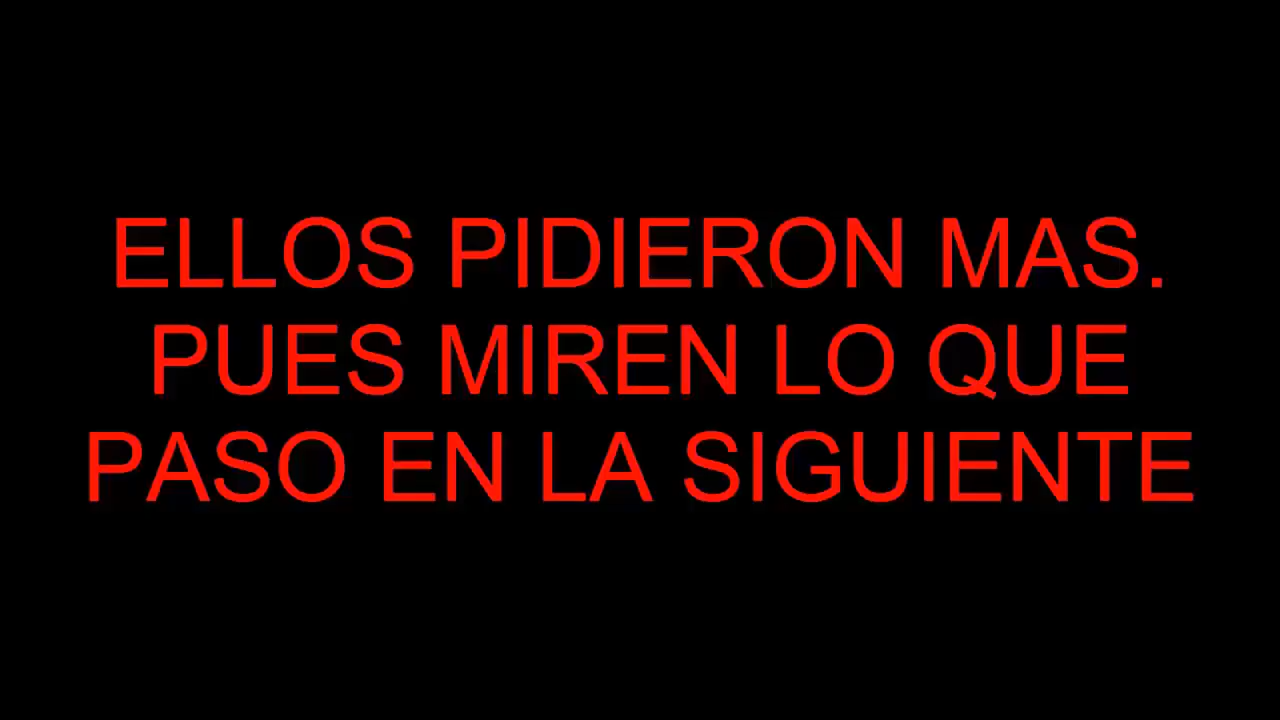 ELLOS PIDIERON MAS.
PUES MIREN LO QUE
PASO EN LA SIGUIENTE